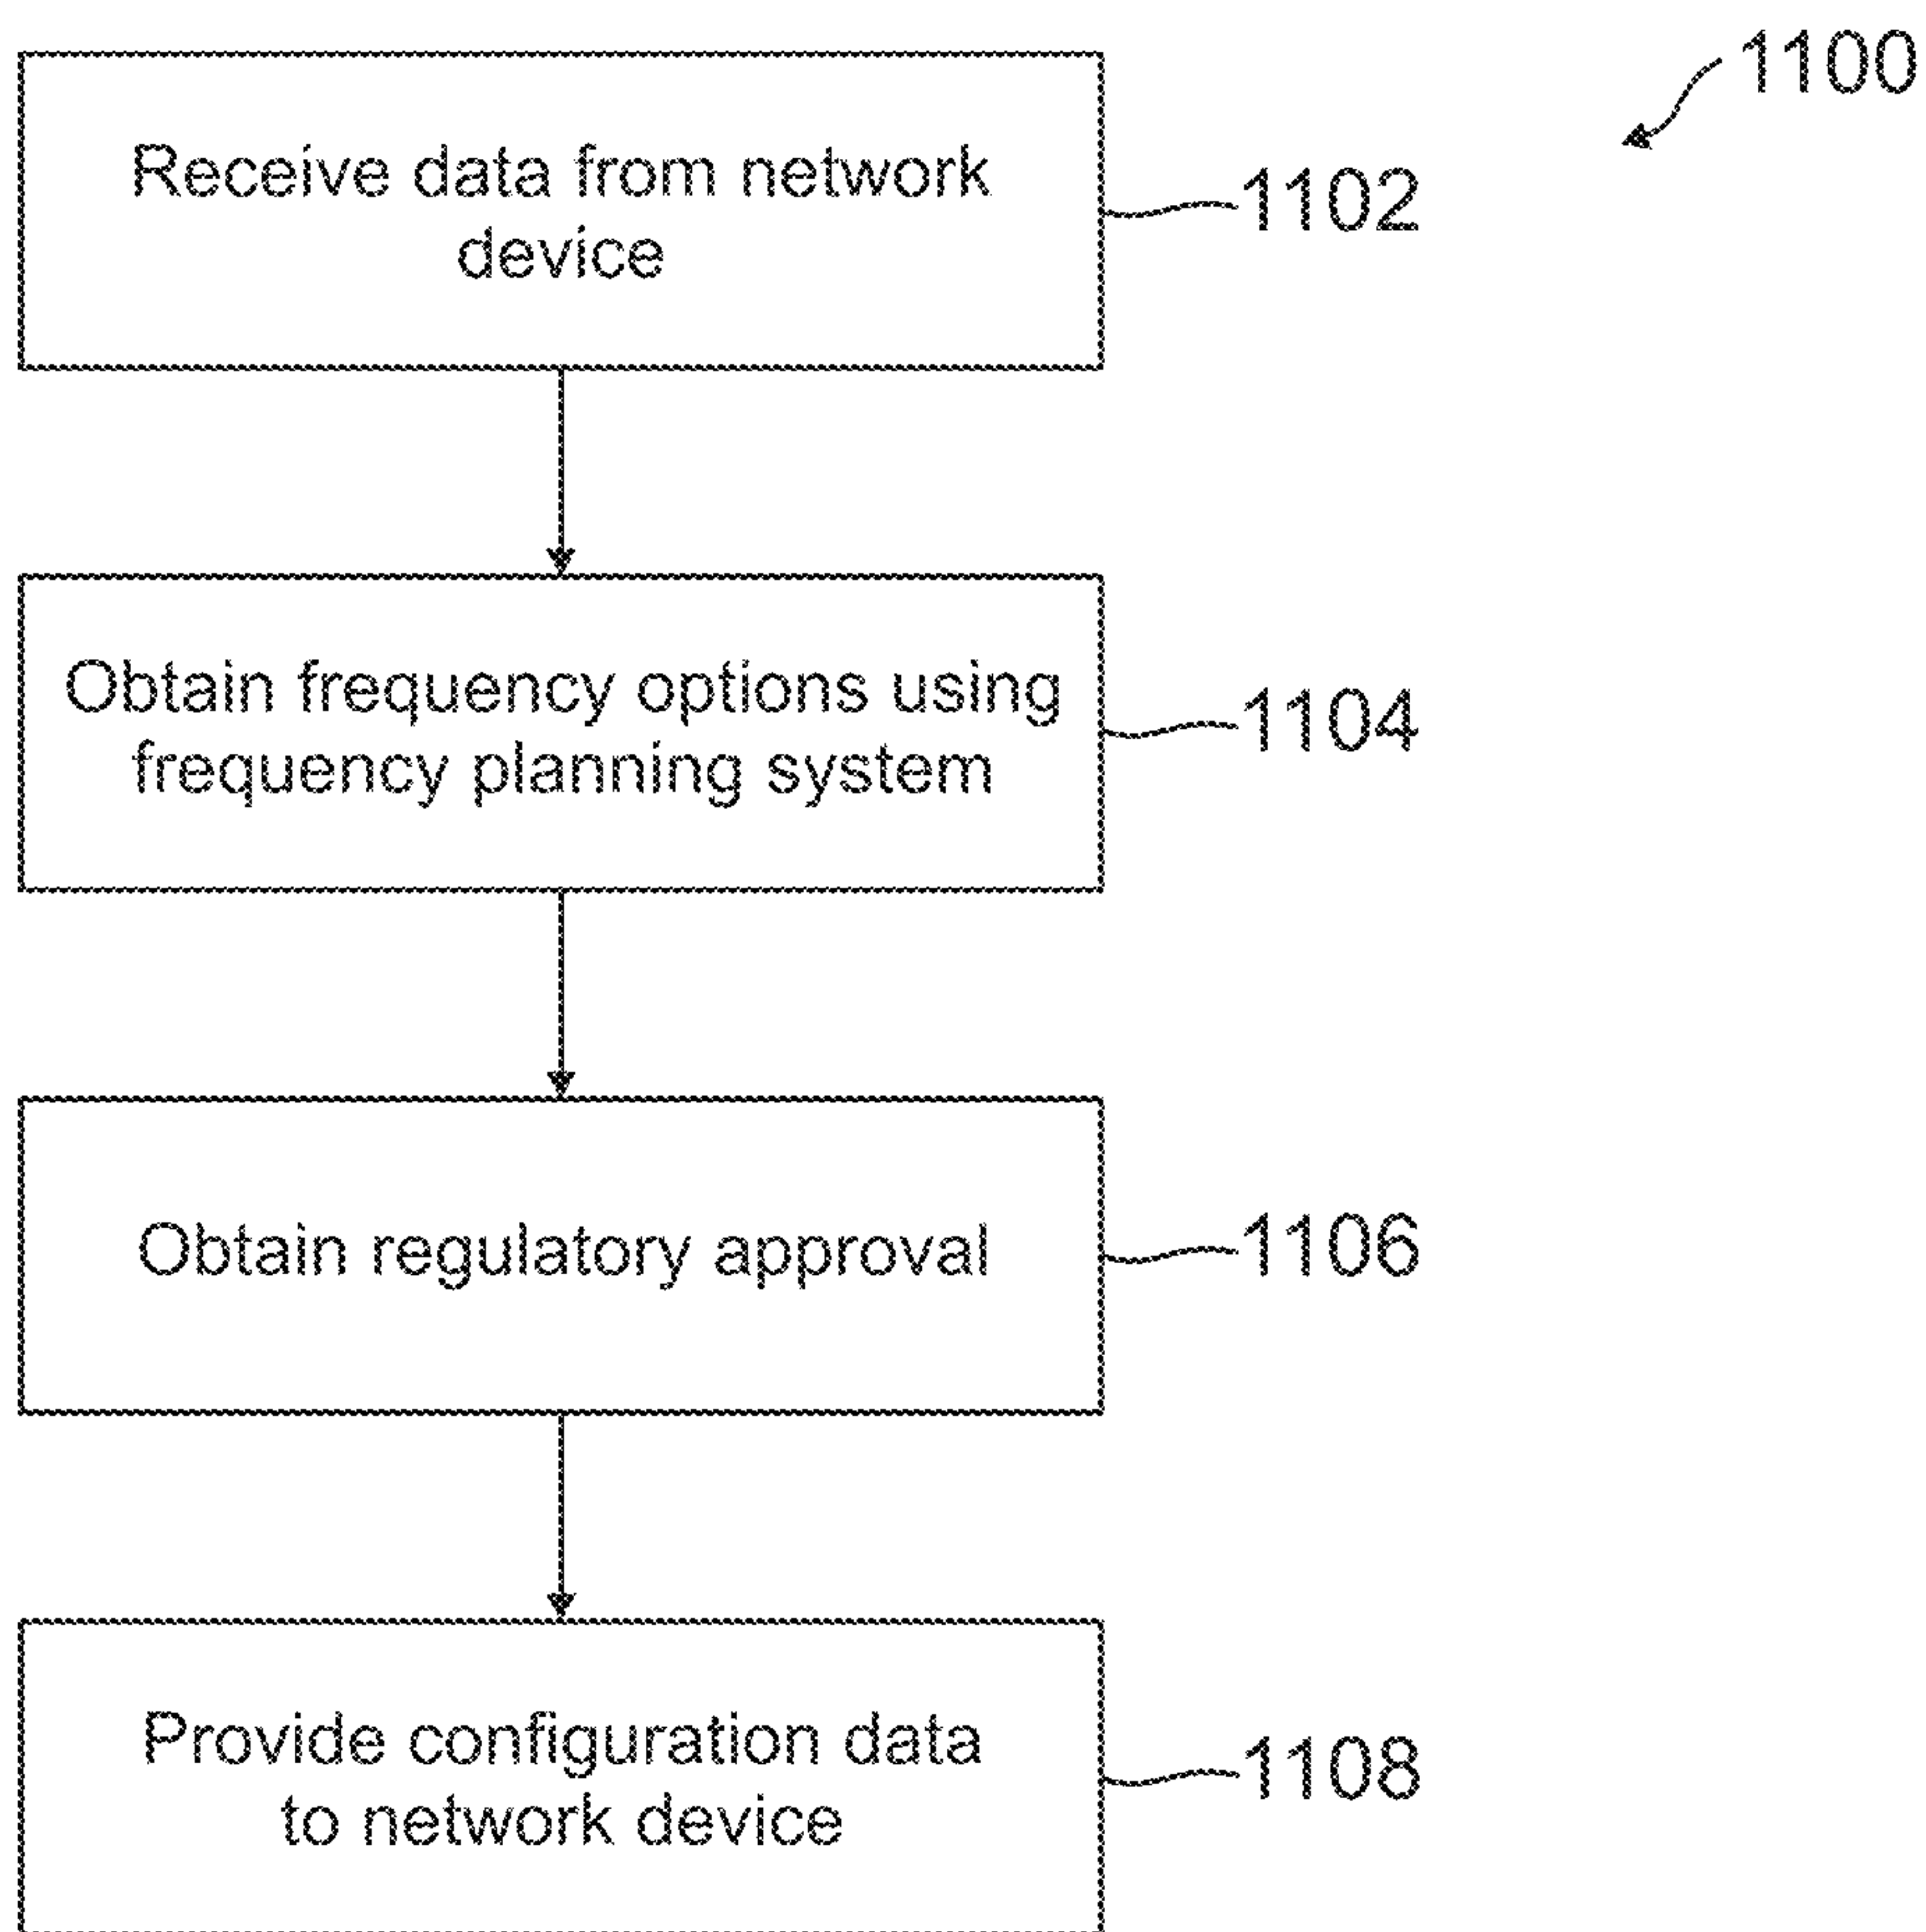 1100
Receive data from network
device
1102
Obtain frequency options using
frequency planning system
1104
Obtain regulatory approval
1106
Provide configuration data
to network device
1108